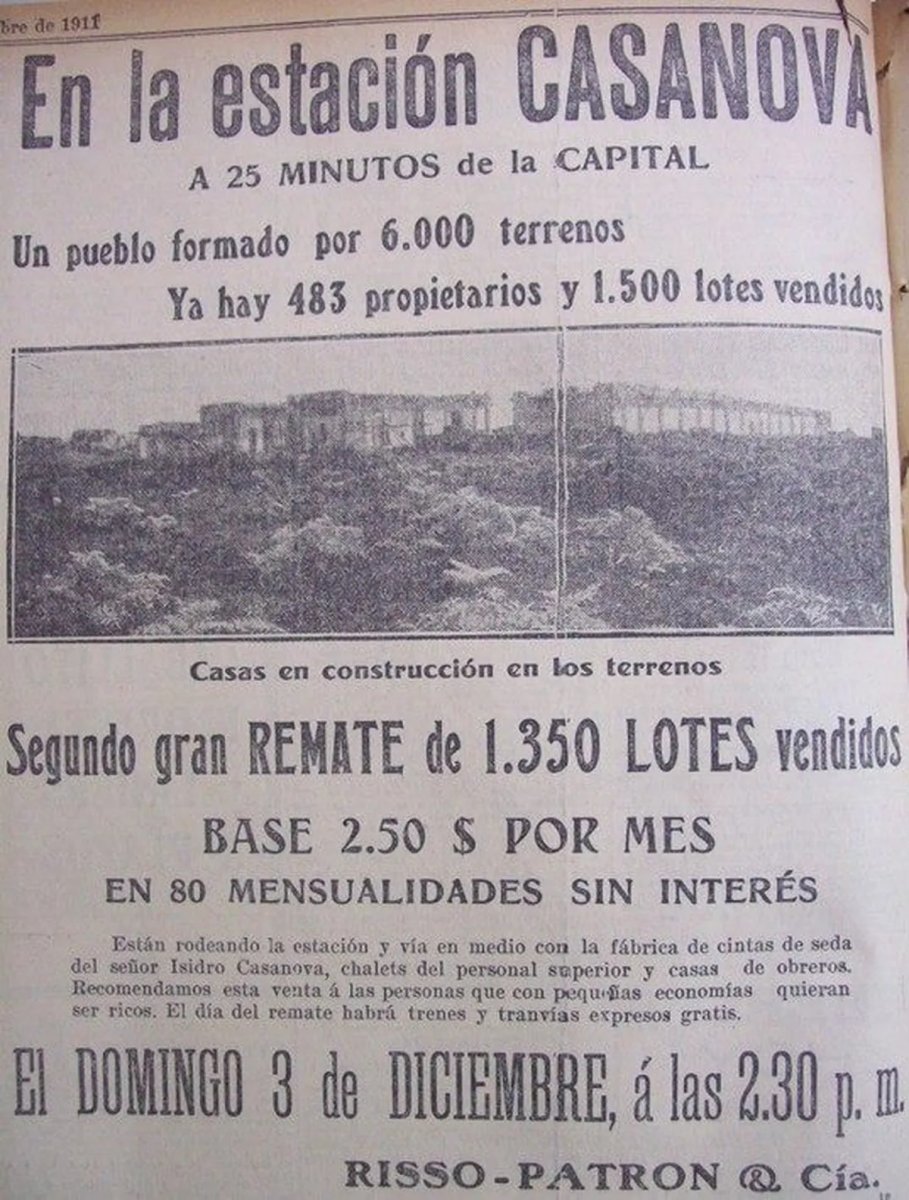 bre de 1911
En la estación CASANOVA
A 25 MINUTOS de la CAPITAL
Un pueblo formado por 6.000 terrenos
Ya hay 483 propietarios y 1.500 lotes vendidos
Casas en construcción en los terrenos
Segundo gran REMATE de 1.350 LOTES vendidos
BASE 2.50 $ POR MES
EN 80 MENSUALIDADES SIN INTERÉS
Están rodeando la estación y vía en medio con la fábrica de cintas de seda
del señor Isidro Casanova, chalets del personal superior y casas de obreros.
Recomendamos esta venta á las personas que con pequeñas economías quieran
ser ricos. El día del remate habrá trenes y tranvías expresos gratis.
El DOMINGO 3 de DICIEMBRE, á las 2.30 p. m.
RISSO-PATRON & Cía.